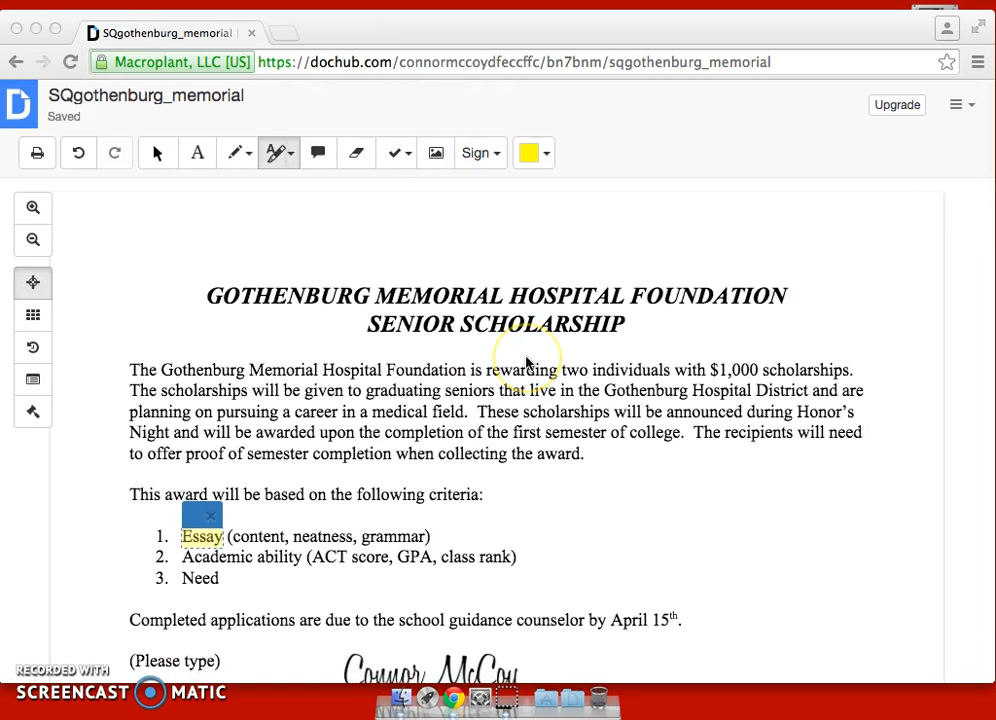 SQgothenburg_memorial
Macroplant, LLC [US]
https://dochub.com/connormccoydfeccffc/bn7bnm/sqgothenburg_memorial
SQgothenburg_memorial
Saved
Upgrade
A
Sign
GOTHENBURG MEMORIAL HOSPITAL FOUNDATION
SENIOR SCHOLARSHIP
The Gothenburg Memorial Hospital Foundation is rewarding two individuals with $1,000 scholarships.
The scholarships will be given to graduating seniors that live in the Gothenburg Hospital District and are
planning on pursuing a career in a medical field.  These scholarships will be announced during Honor's
Night and will be awarded upon the completion of the first semester of college.  The recipients will need
to offer proof of semester completion when collecting the award.
This award will be based on the following criteria:
1. Essay (content, neatness, grammar)
2. Academic ability (ACT score, GPA, class rank)
3. Need
Completed applications are due to the school guidance counselor by April 15th.
(Please type)
Connor McCoy
RECORDED WITH
SCREENCAST MATIC